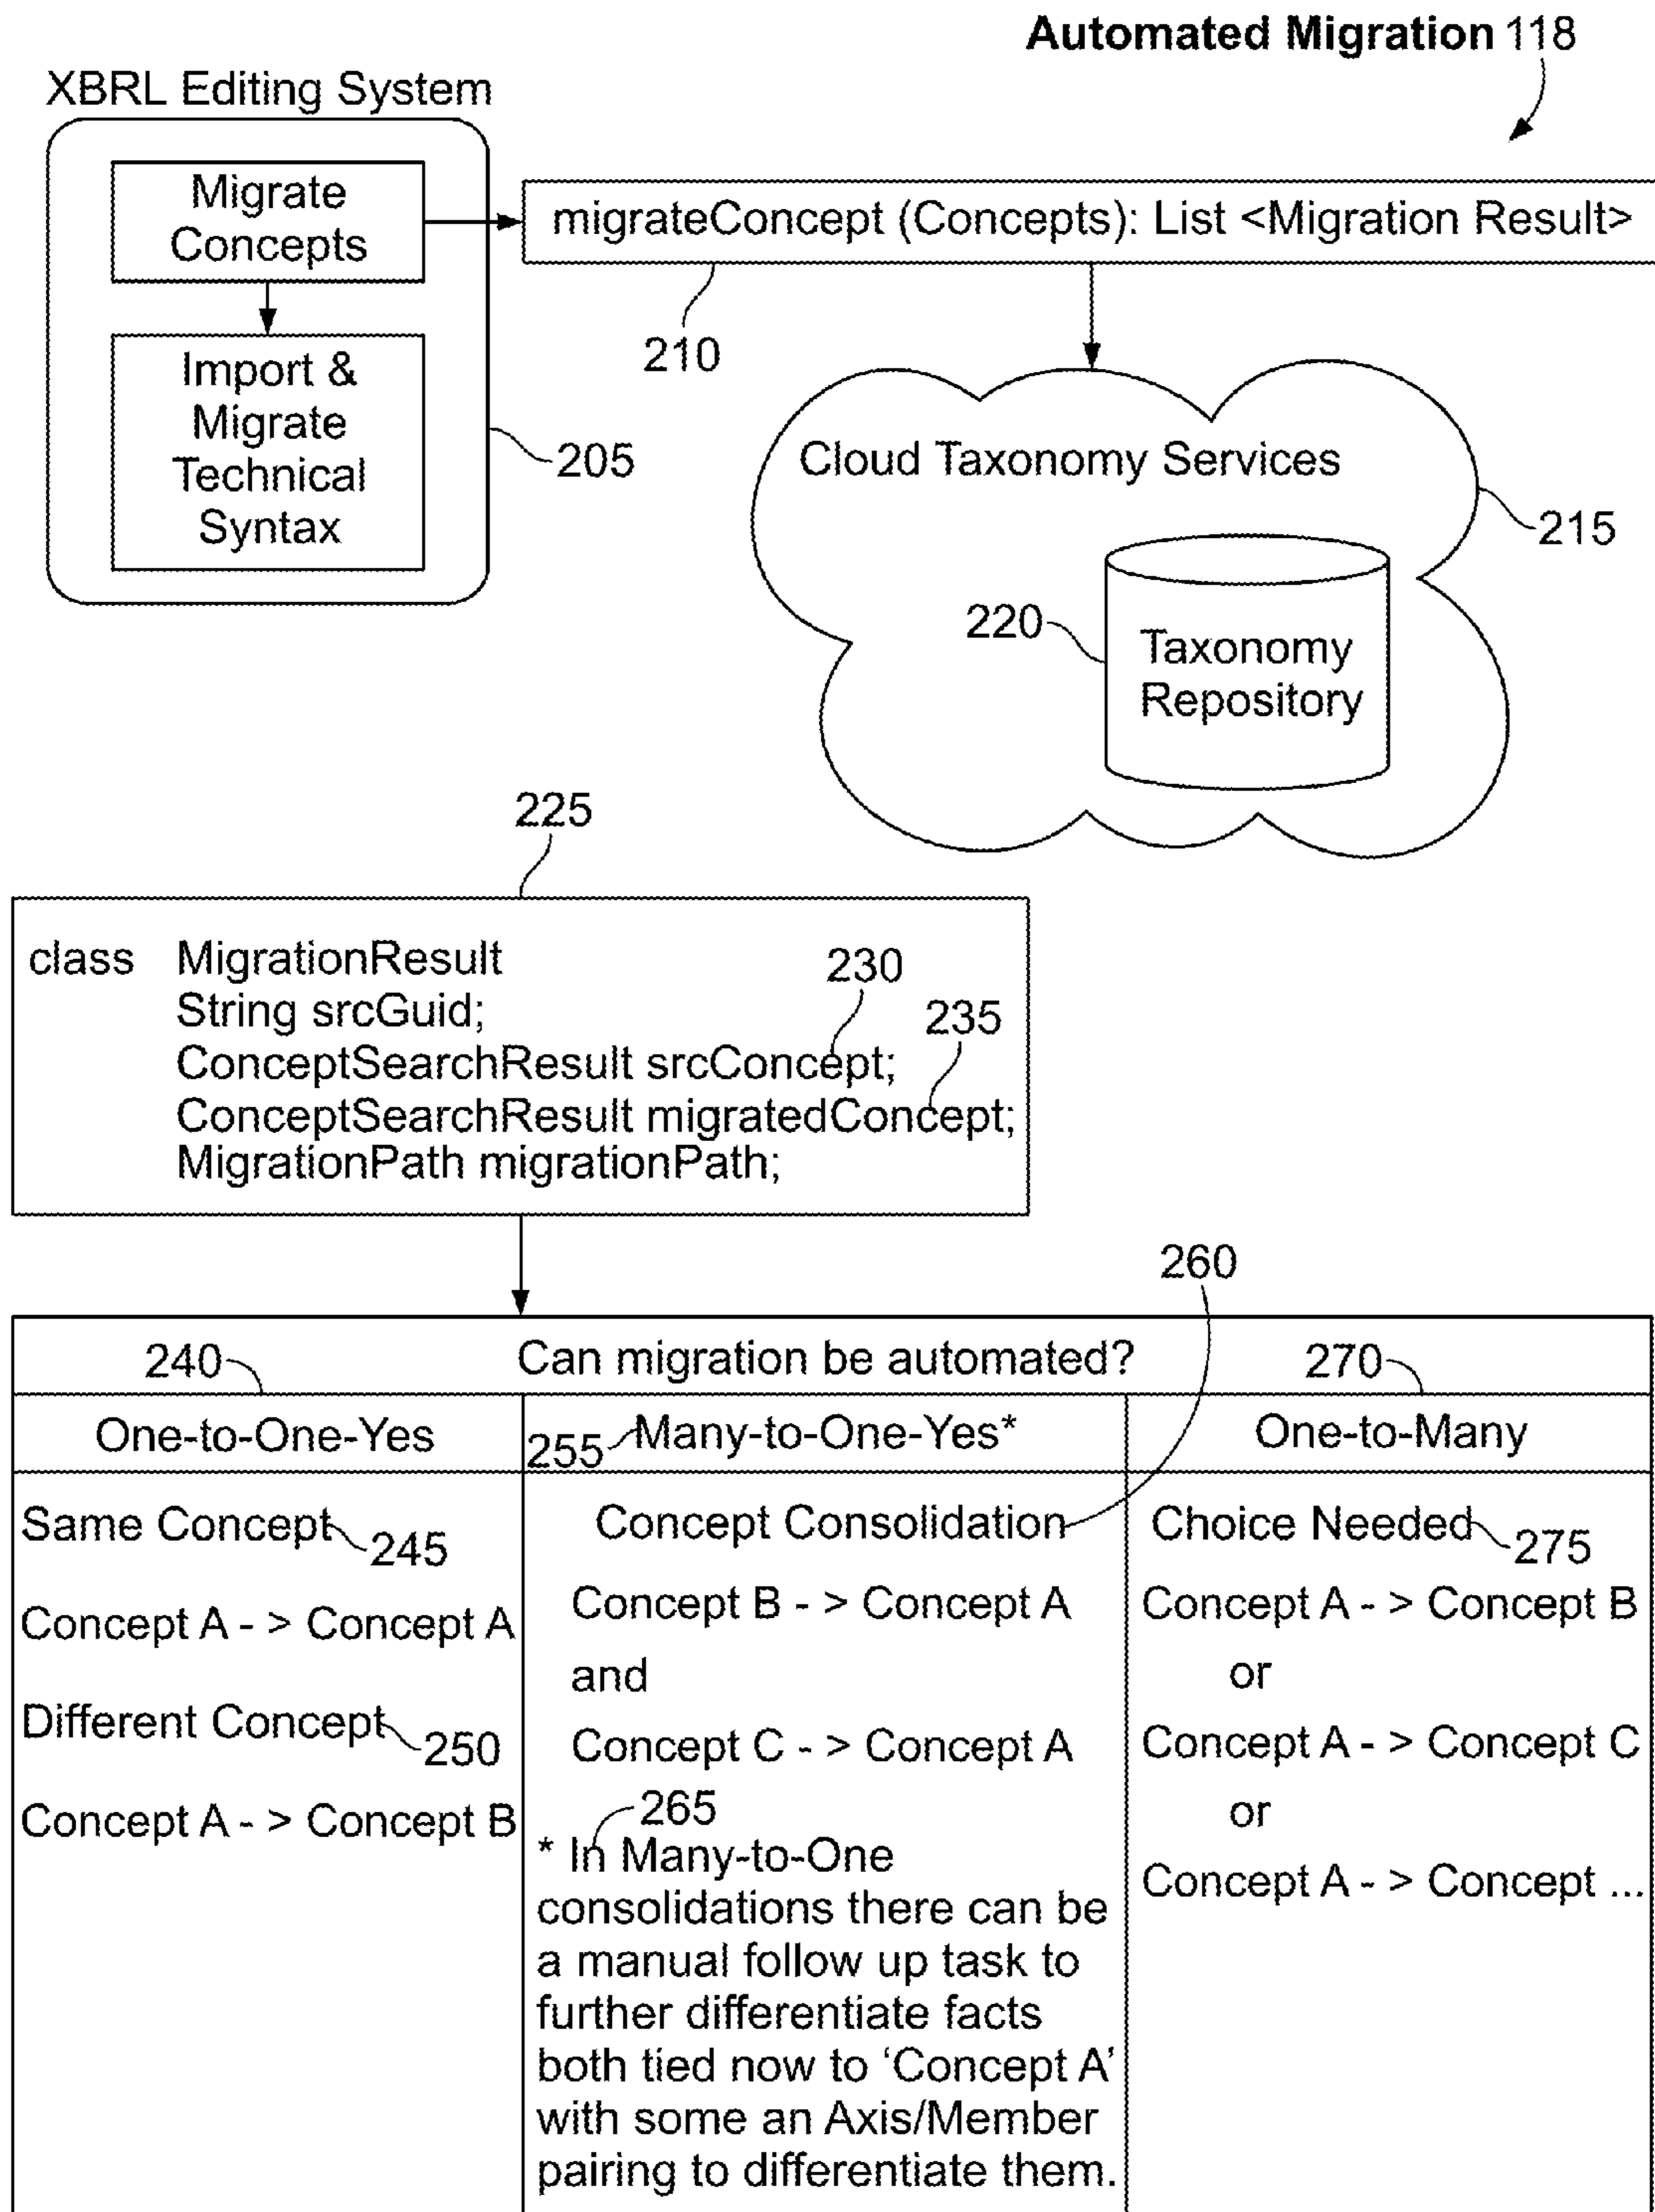 Automated Migration 118
XBRL Editing System
Migrate
Concepts
migrateConcept (Concepts): List <Migration Result>
Import &
Migrate
Technical
Syntax
205
210
Cloud Taxonomy Services
215
220
Taxonomy
Repository
225
class MigrationResult
230
String srcGuid;
235
ConceptSearchResult srcConcept;
ConceptSearchResult migratedConcept;
MigrationPath migrationPath;
260
240
Can migration be automated?
270
One-to-One-Yes
255
Many-to-One-Yes*
One-to-Many
Same Concept
245
Concept A - > Concept A
Different Concept
250
Concept A - > Concept B
Concept Consolidation
Concept B - > Concept A
and
Concept C - > Concept A
265
* In Many-to-One
consolidations there can be
a manual follow up task to
further differentiate facts
both tied now to ‘Concept A’
with some an Axis/Member
pairing to differentiate them.
Choice Needed
275
Concept A - > Concept B
or
Concept A - > Concept C
or
Concept A - > Concept ...